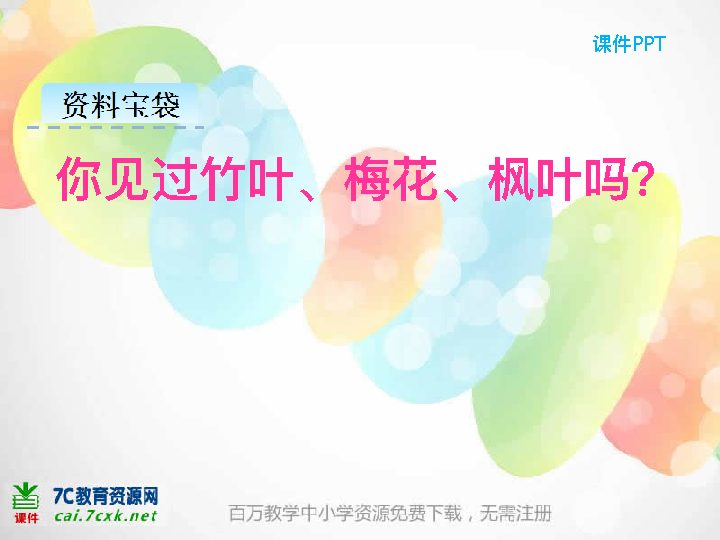 课件PPT
资料宝袋
你见过竹叶、梅花、枫叶吗?
7C教育资源网
课件 cai.7cxk.net
百万教学中小学资源免费下载，无需注册